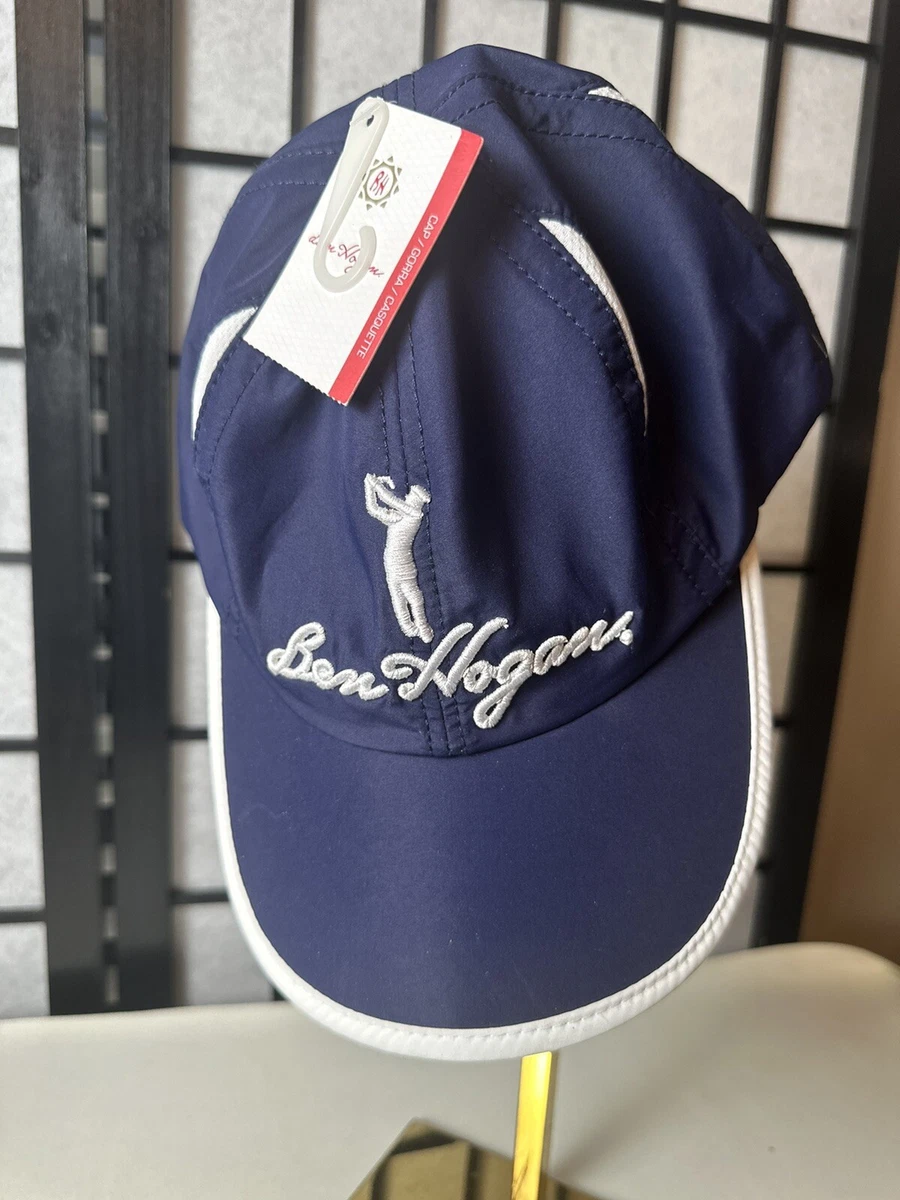 BH
Ben Hogan.
CAP / GORRA / CASQUETTE
Ben Hogan.